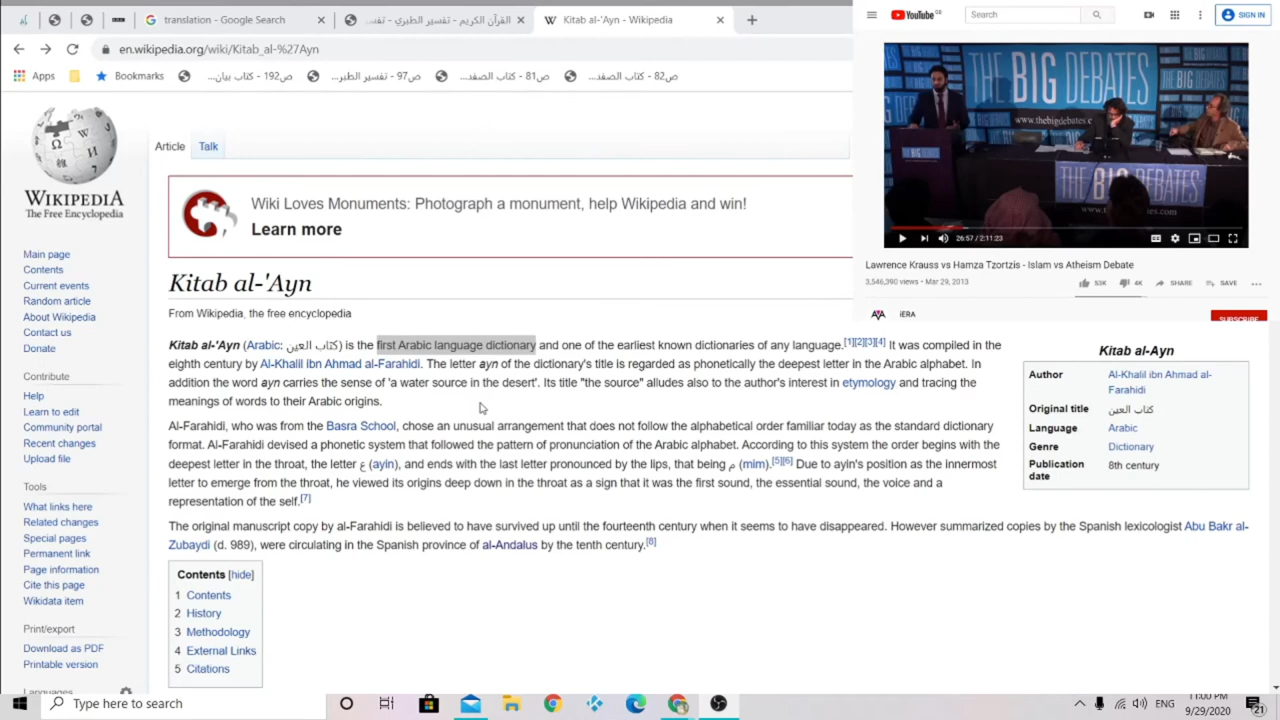 translation - Google Search
القرآن الكريم - تفسير الطبري - تفسـ
Kitab al-'Ayn - Wikipedia
en.wikipedia.org/wiki/Kitab_al-%27Ayn
Apps
Bookmarks
ص192 - كتاب بيان...
ص97 - تفسير الطبر...
ص81 - كتاب الصفد...
ص82 - كتاب الصفد...
YouTube GB
Search
SIGN IN
THE BIG DEBATES
THE BIG DEBATES
26:57 / 2:11:23
Lawrence Krauss vs Hamza Tzortzis - Islam vs Atheism Debate
3,546,390 views • Mar 29, 2013
53K
4K
SHARE
SAVE
iERA
SUBSCRIBE
WIKIPEDIA
The Free Encyclopedia
Main page
Contents
Current events
Random article
About Wikipedia
Contact us
Donate
Contribute
Help
Learn to edit
Community portal
Recent changes
Upload file
Tools
What links here
Related changes
Special pages
Permanent link
Page information
Cite this page
Wikidata item
Print/export
Download as PDF
Printable version
Languages
Article
Talk
Wiki Loves Monuments: Photograph a monument, help Wikipedia and win!
Learn more
Kitab al-'Ayn
From Wikipedia, the free encyclopedia
Kitab al-'Ayn (Arabic: كتاب العين) is the first Arabic language dictionary and one of the earliest known dictionaries of any language.[1][2][3][4] It was compiled in the
eighth century by Al-Khalil ibn Ahmad al-Farahidi. The letter ayn of the dictionary's title is regarded as phonetically the deepest letter in the Arabic alphabet. In
addition the word ayn carries the sense of 'a water source in the desert'. Its title "the source" alludes also to the author's interest in etymology and tracing the
meanings of words to their Arabic origins.
Al-Farahidi, who was from the Basra School, chose an unusual arrangement that does not follow the alphabetical order familiar today as the standard dictionary
format. Al-Farahidi devised a phonetic system that followed the pattern of pronunciation of the Arabic alphabet. According to this system the order begins with the
deepest letter in the throat, the letter ع (ayin), and ends with the last letter pronounced by the lips, that being م (mim).[5][6] Due to ayin's position as the innermost
letter to emerge from the throat, he viewed its origins deep down in the throat as a sign that it was the first sound, the essential sound, the voice and a
representation of the self.[7]
The original manuscript copy by al-Farahidi is believed to have survived up until the fourteenth century when it seems to have disappeared. However summarized copies by the Spanish lexicologist Abu Bakr al-
Zubaydi (d. 989), were circulating in the Spanish province of al-Andalus by the tenth century.[8]
Kitab al-Ayn
Author Al-Khalil ibn Ahmad al-
Farahidi
Original title كتاب العين
Language Arabic
Genre Dictionary
Publication 8th century
date
Contents [hide]
1 Contents
2 History
3 Methodology
4 External Links
5 Citations
Type here to search
ENG
11:00 PM
9/29/2020
21